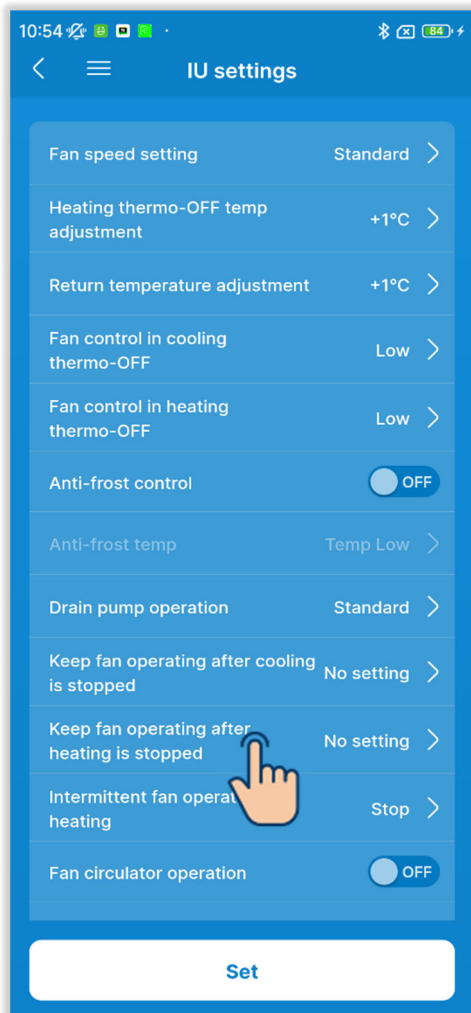 10:54
84
IU settings
Fan speed setting Standard
Heating thermo-OFF temp
adjustment
+1°C
Return temperature adjustment +1°C
Fan control in cooling
thermo-OFF
Low
Fan control in heating
thermo-OFF
Low
Anti-frost control OFF
Anti-frost temp Temp Low
Drain pump operation Standard
Keep fan operating after cooling
is stopped
No setting
Keep fan operating after
heating is stopped
No setting
Intermittent fan operat
heating
Stop
Fan circulator operation OFF
Set